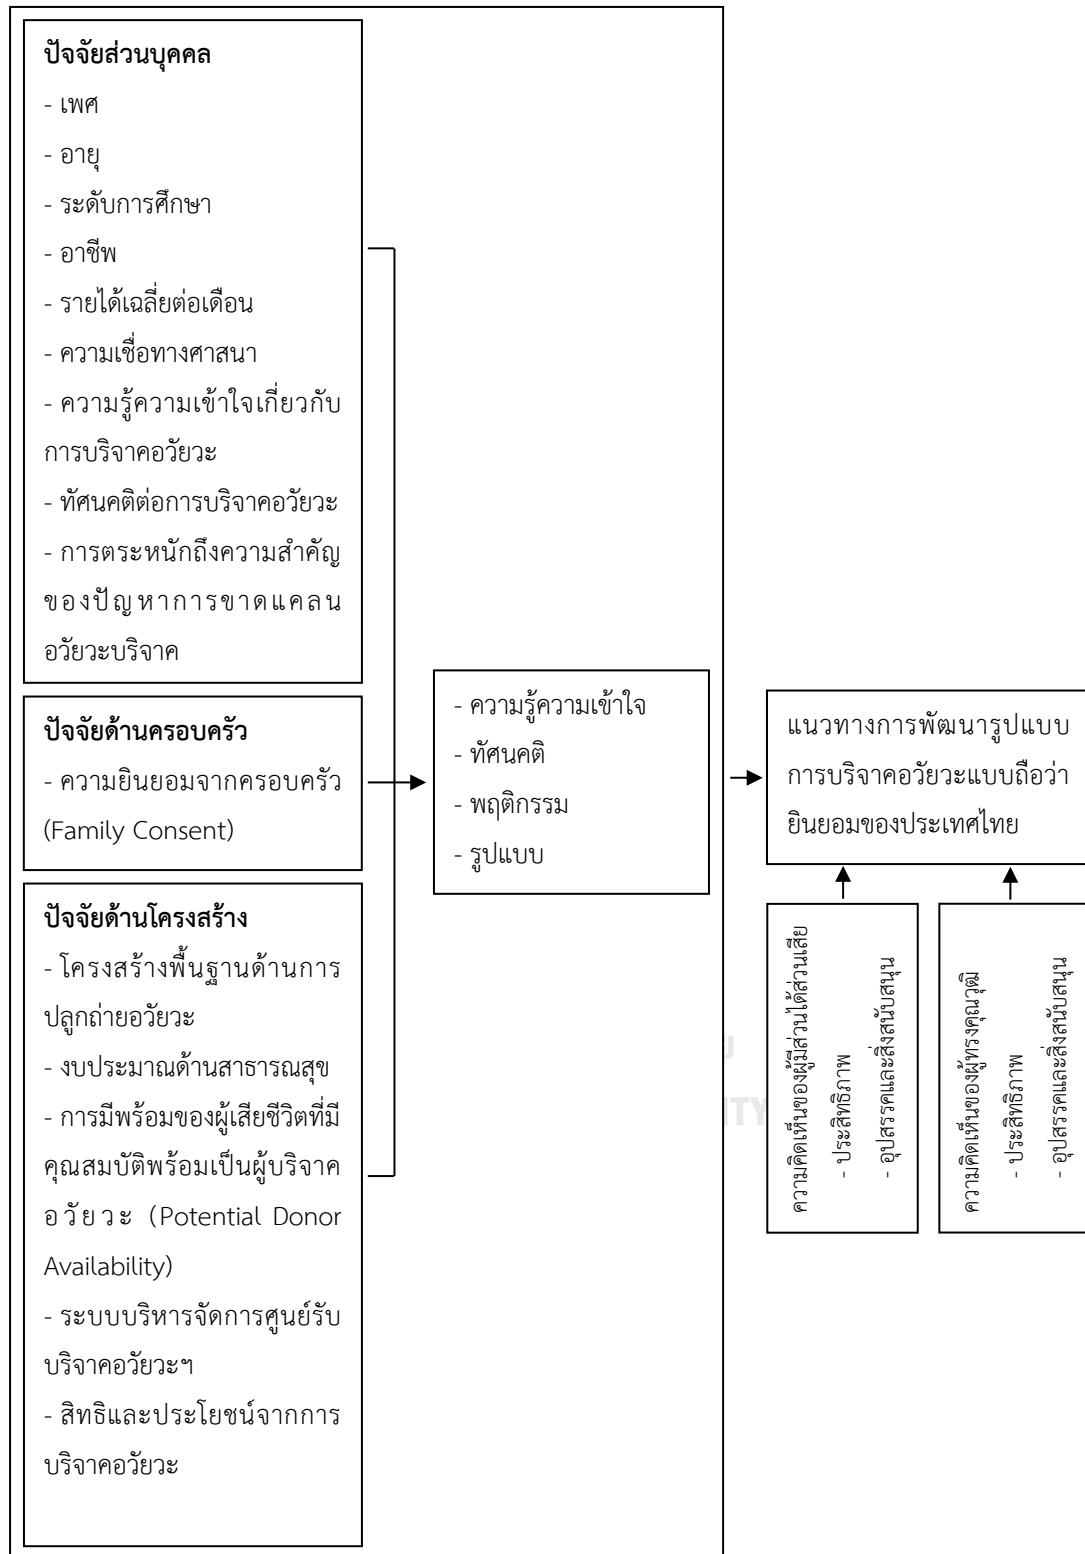 ปัจจัยส่วนบุคคล
- เพศ
- อายุ
- ระดับการศึกษา
- อาชีพ
- รายได้เฉลี่ยต่อเดือน
- ความเชื่อทางศาสนา
- ความรู้ความเข้าใจเกี่ยวกับ
การบริจาคอวัยวะ
- ทัศนคติต่อการบริจาคอวัยวะ
- การตระหนักถึงความสำคัญ
ของปัญหาการขาดแคลน
อวัยวะบริจาค
ปัจจัยด้านครอบครัว
- ความยินยอมจากครอบครัว
(Family Consent)
ปัจจัยด้านโครงสร้าง
- โครงสร้างพื้นฐานด้านการ
ปลูกถ่ายอวัยวะ
- งบประมาณด้านสาธารณสุข
- การมีพร้อมของผู้เสียชีวิตที่มี
คุณสมบัติพร้อมเป็นผู้บริจาค
อวัยวะ (Potential Donor
Availability)
- ระบบบริหารจัดการศูนย์รับ
บริจาคอวัยวะฯ
- สิทธิและประโยชน์จากการ
บริจาคอวัยวะ
- ความรู้ความเข้าใจ
- ทัศนคติ
- พฤติกรรม
- รูปแบบ
แนวทางการพัฒนารูปแบบ
การบริจาคอวัยวะแบบถือว่า
ยินยอมของประเทศไทย
ความคิดเห็นของผู้มีส่วนได้ส่วนเสีย
- ประสิทธิภาพ
- อุปสรรคและสิ่งสนับสนุน
ความคิดเห็นของผู้ทรงคุณวุฒิ
- ประสิทธิภาพ
- อุปสรรคและสิ่งสนับสนุน
ย
ITY